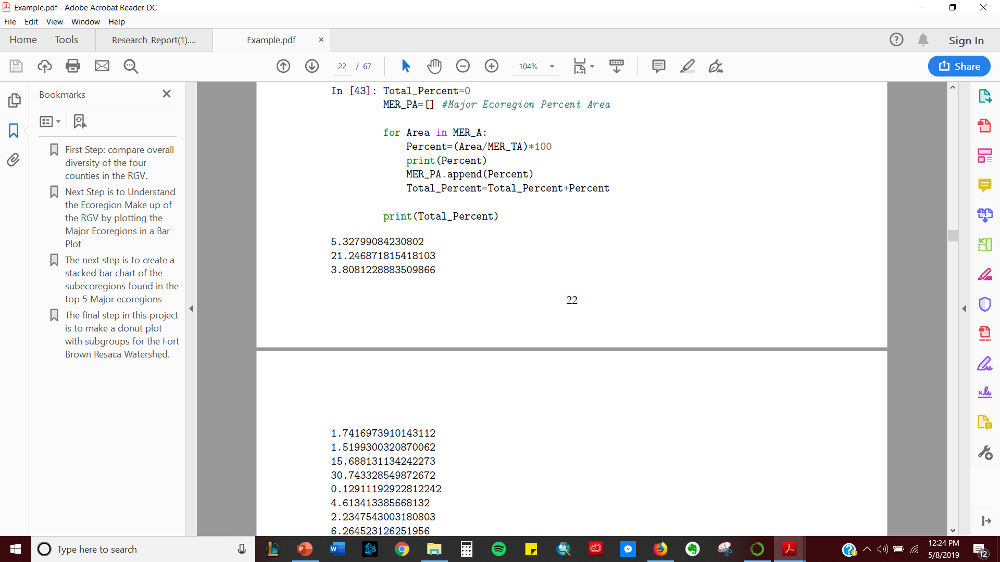 Example.pdf - Adobe Acrobat Reader DC
File Edit View Window Help
Home Tools Research_Report(1).... Example.pdf × Sign In
22 / 67 104% Share
Bookmarks
First Step: compare overall
diversity of the four
counties in the RGV.
Next Step is to Understand
the Ecoregion Make up of
the RGV by plotting the
Major Ecoregions in a Bar
Plot
The next step is to create a
stacked bar chart of the
subecoregions found in the
top 5 Major ecoregions
The final step in this project
is to make a donut plot
with subgroups for the Fort
Brown Resaca Watershed.
In [43]: Total_Percent=0
MER_PA=[] #Major Ecoregion Percent Area
for Area in MER_A:
Percent=(Area/MER_TA)*100
print(Percent)
MER_PA.append(Percent)
Total_Percent=Total_Percent+Percent
print(Total_Percent)
5.32799084230802
21.246871815418103
3.8081228883509866
22
1.7416973910143112
1.5199300320870062
15.688131134242273
30.743328549872672
0.12911192922812242
4.613413385668132
2.2347543003180803
6.264523126251956
Type here to search
12:24 PM
5/8/2019
12